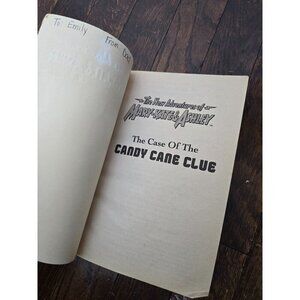 To Emily From
The New Adventures of
MARY-KATE & ASHLEY
The Case Of The
CANDY CANE CLUE